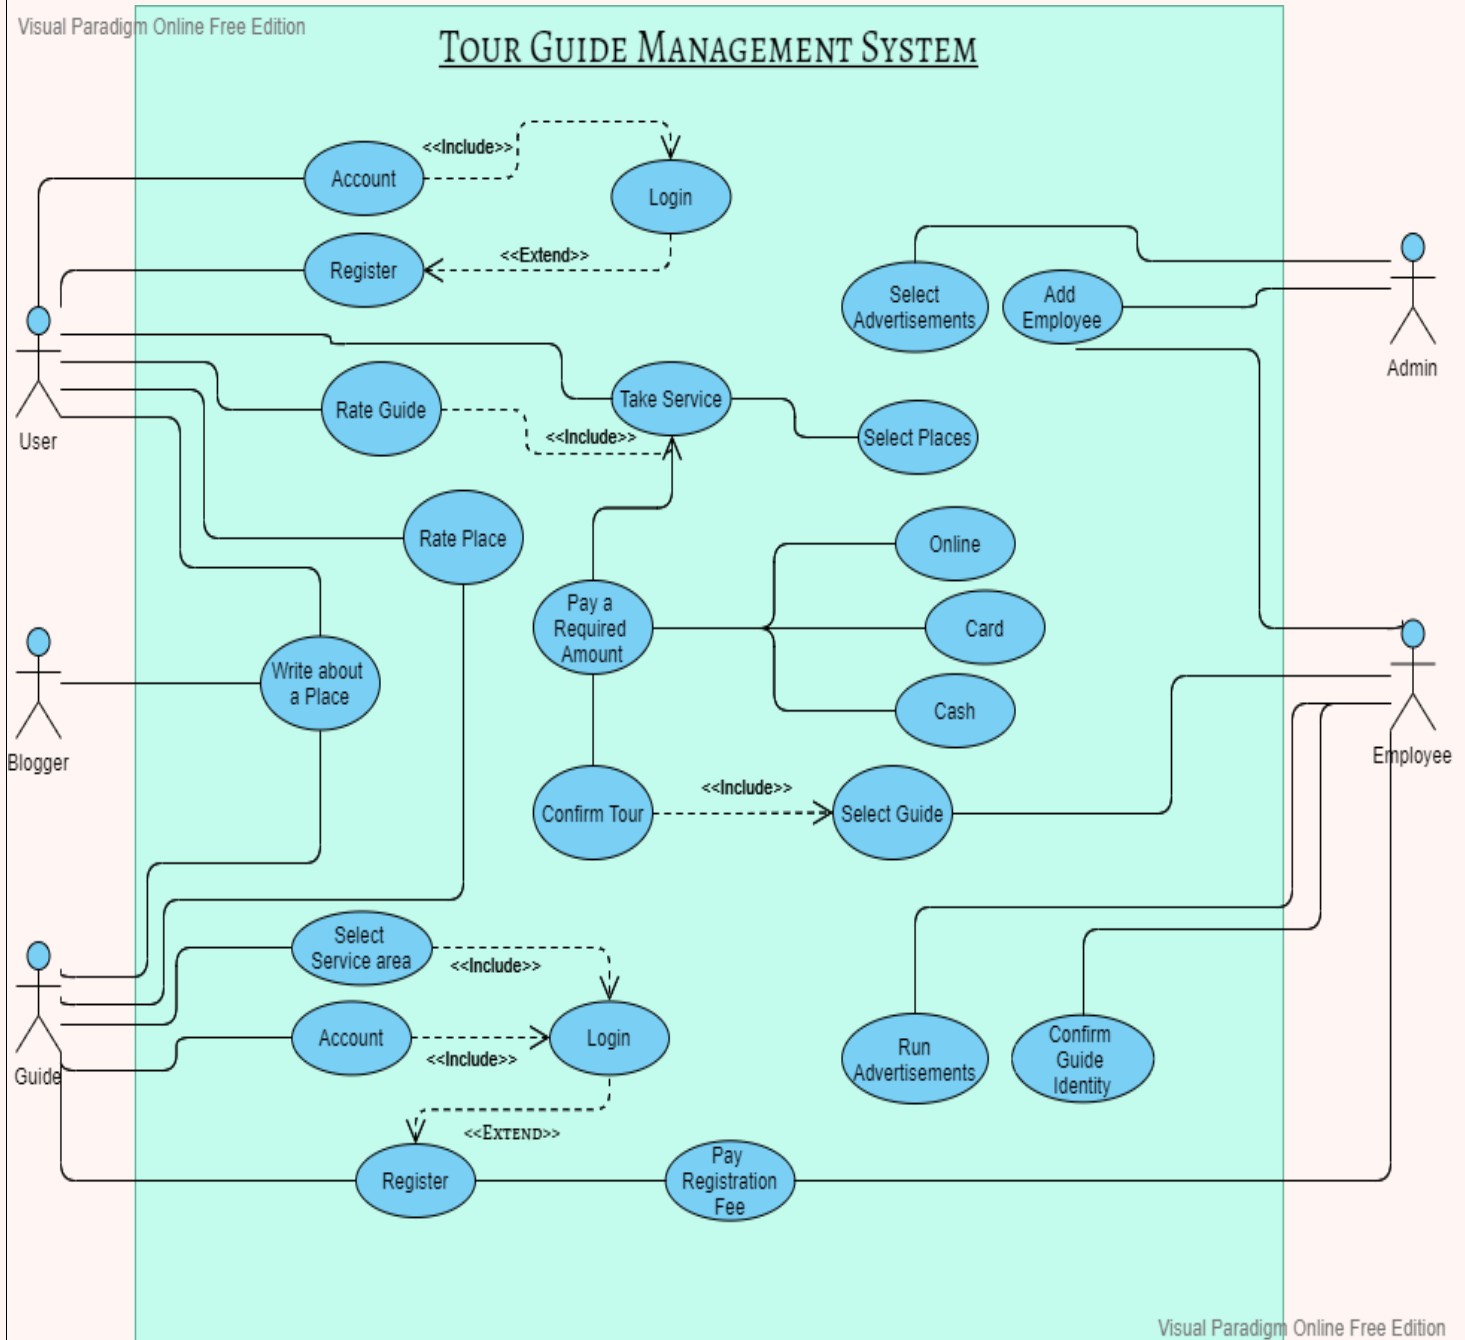 Visual Paradigm Online Free Edition
TOUR GUIDE MANAGEMENT SYSTEM
<<Include>>
Account
Login
Register
<<Extend>>
Select
Advertisements
Add
Employee
Admin
User
Rate Guide
<<Include>>
Take Service
Select Places
Rate Place
Online
Pay a
Required
Amount
Card
Cash
Write about
a Place
Blogger
Employee
Confirm Tour
<<Include>>
Select Guide
Select
Service area
<<Include>>
Account
<<Include>>
Login
Guide
Run
Advertisements
Confirm
Guide
Identity
<<EXTEND>>
Register
Pay
Registration
Fee
Visual Paradigm Online Free Edition